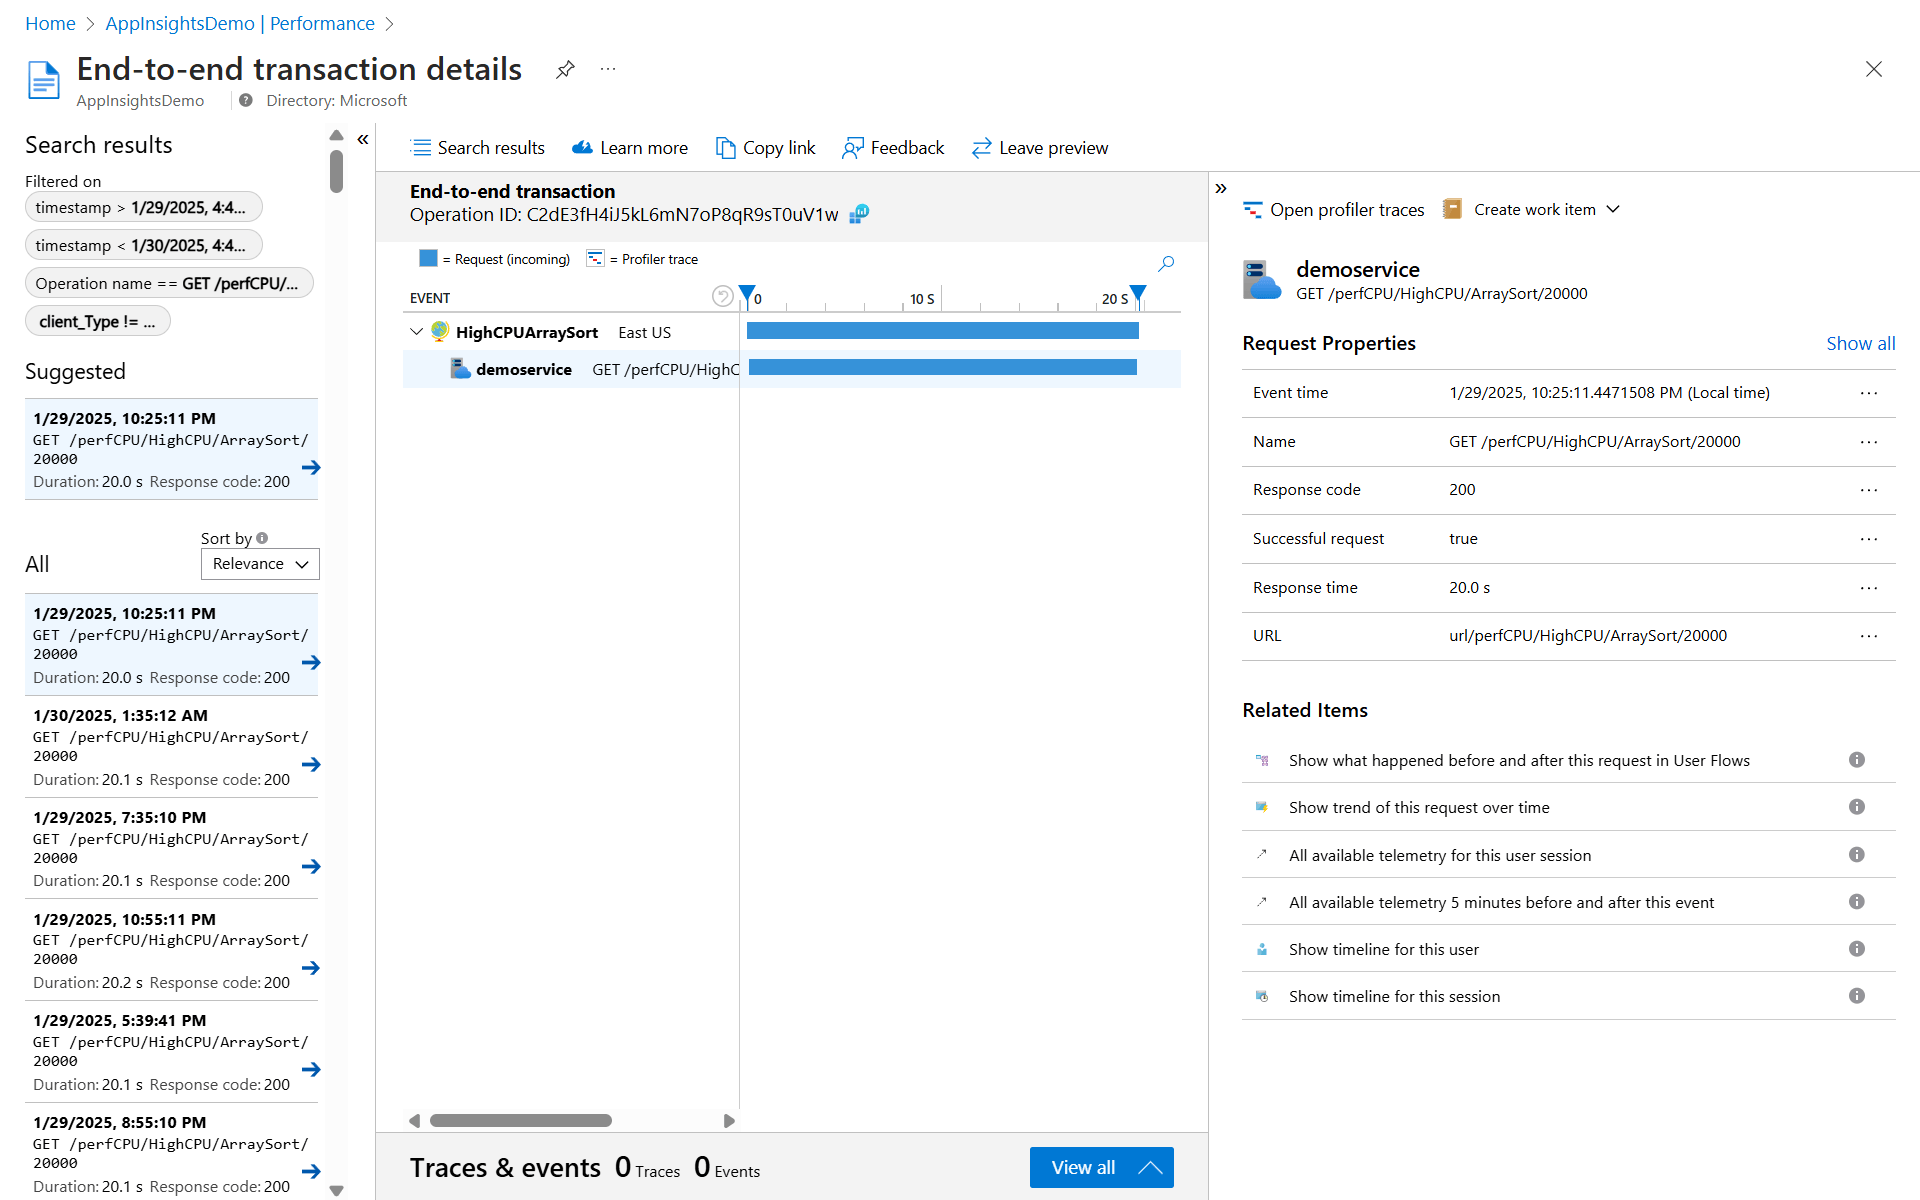 Home > AppInsightsDemo | Performance >
End-to-end transaction details
AppInsightsDemo | Directory: Microsoft
Search results
Filtered on
timestamp > 1/29/2025, 4:4...
timestamp < 1/30/2025, 4:4...
Operation name == GET /perfCPU/...
client_Type != ...
Suggested
1/29/2025, 10:25:11 PM
GET /perfCPU/HighCPU/ArraySort/
20000
Duration: 20.0 s Response code: 200
Sort by
All
Relevance
1/29/2025, 10:25:11 PM
GET /perfCPU/HighCPU/ArraySort/
20000
Duration: 20.0 s Response code: 200
1/30/2025, 1:35:12 AM
GET /perfCPU/HighCPU/ArraySort/
20000
Duration: 20.1 s Response code: 200
1/29/2025, 7:35:10 PM
GET /perfCPU/HighCPU/ArraySort/
20000
Duration: 20.1 s Response code: 200
1/29/2025, 10:55:11 PM
GET /perfCPU/HighCPU/ArraySort/
20000
Duration: 20.2 s Response code: 200
1/29/2025, 5:39:41 PM
GET /perfCPU/HighCPU/ArraySort/
20000
Duration: 20.1 s Response code: 200
1/29/2025, 8:55:10 PM
GET /perfCPU/HighCPU/ArraySort/
20000
Duration: 20.1 s Response code: 200
Search results Learn more Copy link Feedback Leave preview
End-to-end transaction
Operation ID: C2dE3fH4iJ5kL6mN7oP8qR9sT0uV1w
= Request (incoming) = Profiler trace
EVENT 0 10 S 20 S
HighCPUArraySort East US
demoservice GET /perfCPU/HighC
Traces & events 0 Traces 0 Events
View all
Open profiler traces Create work item
demoservice
GET /perfCPU/HighCPU/ArraySort/20000
Request Properties Show all
Event time 1/29/2025, 10:25:11.4471508 PM (Local time) ...
Name GET /perfCPU/HighCPU/ArraySort/20000 ...
Response code 200 ...
Successful request true ...
Response time 20.0 s ...
URL url/perfCPU/HighCPU/ArraySort/20000 ...
Related Items
Show what happened before and after this request in User Flows
Show trend of this request over time
All available telemetry for this user session
All available telemetry 5 minutes before and after this event
Show timeline for this user
Show timeline for this session